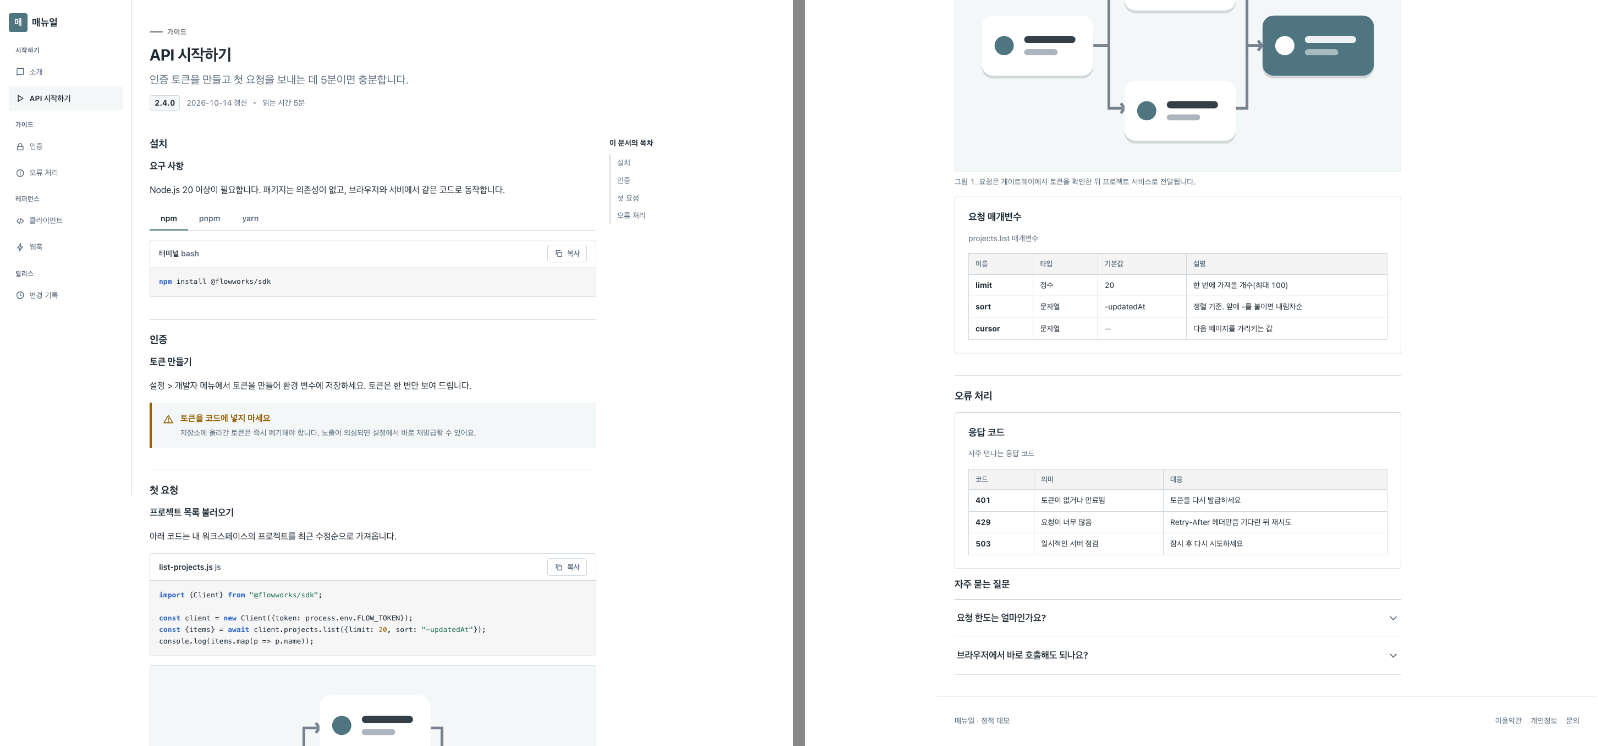 매 매뉴얼
시작하기
소개
API 시작하기
가이드
인증
오류 처리
레퍼런스
클라이언트
웹훅
릴리스
변경 기록
가이드
API 시작하기
인증 토큰을 만들고 첫 요청을 보내는 데 5분이면 충분합니다.
2.4.0 2026-10-14 갱신 • 읽는 시간 5분
설치
요구 사항
Node.js 20 이상이 필요합니다. 패키지는 의존성이 없고, 브라우저와 서버에서 같은 코드로 동작합니다.
npm pnpm yarn
터미널 bash 복사
npm install @flowworks/sdk
인증
토큰 만들기
설정 > 개발자 메뉴에서 토큰을 만들어 환경 변수에 저장하세요. 토큰은 한 번만 보여 드립니다.
토큰을 코드에 넣지 마세요
저장소에 올라간 토큰은 즉시 폐기해야 합니다. 노출이 의심되면 설정에서 바로 재발급할 수 있어요.
첫 요청
프로젝트 목록 불러오기
아래 코드는 내 워크스페이스의 프로젝트를 최근 수정순으로 가져옵니다.
list-projects.js js 복사
import {Client} from "@flowworks/sdk";
const client = new Client({token: process.env.FLOW_TOKEN});
const {items} = await client.projects.list({limit: 20, sort: "-updatedAt"});
console.log(items.map(p => p.name));
이 문서의 목차
설치
인증
첫 요청
오류 처리
그림 1. 요청은 게이트웨이에서 토큰을 확인한 뒤 프로젝트 서비스로 전달됩니다.
요청 매개변수
projects.list 매개변수
이름 타입 기본값 설명
limit 정수 20 한 번에 가져올 개수(최대 100)
sort 문자열 -updatedAt 정렬 기준. 앞에 -를 붙이면 내림차순
cursor 문자열 — 다음 페이지를 가리키는 값
오류 처리
응답 코드
자주 만나는 응답 코드
코드 의미 대응
401 토큰이 없거나 만료됨 토큰을 다시 발급하세요
429 요청이 너무 많음 Retry-After 헤더만큼 기다린 뒤 재시도
503 일시적인 서버 점검 잠시 후 다시 시도하세요
자주 묻는 질문
요청 한도는 얼마인가요?
브라우저에서 바로 호출해도 되나요?
매뉴얼 · 정적 데모 이용약관 개인정보 문의